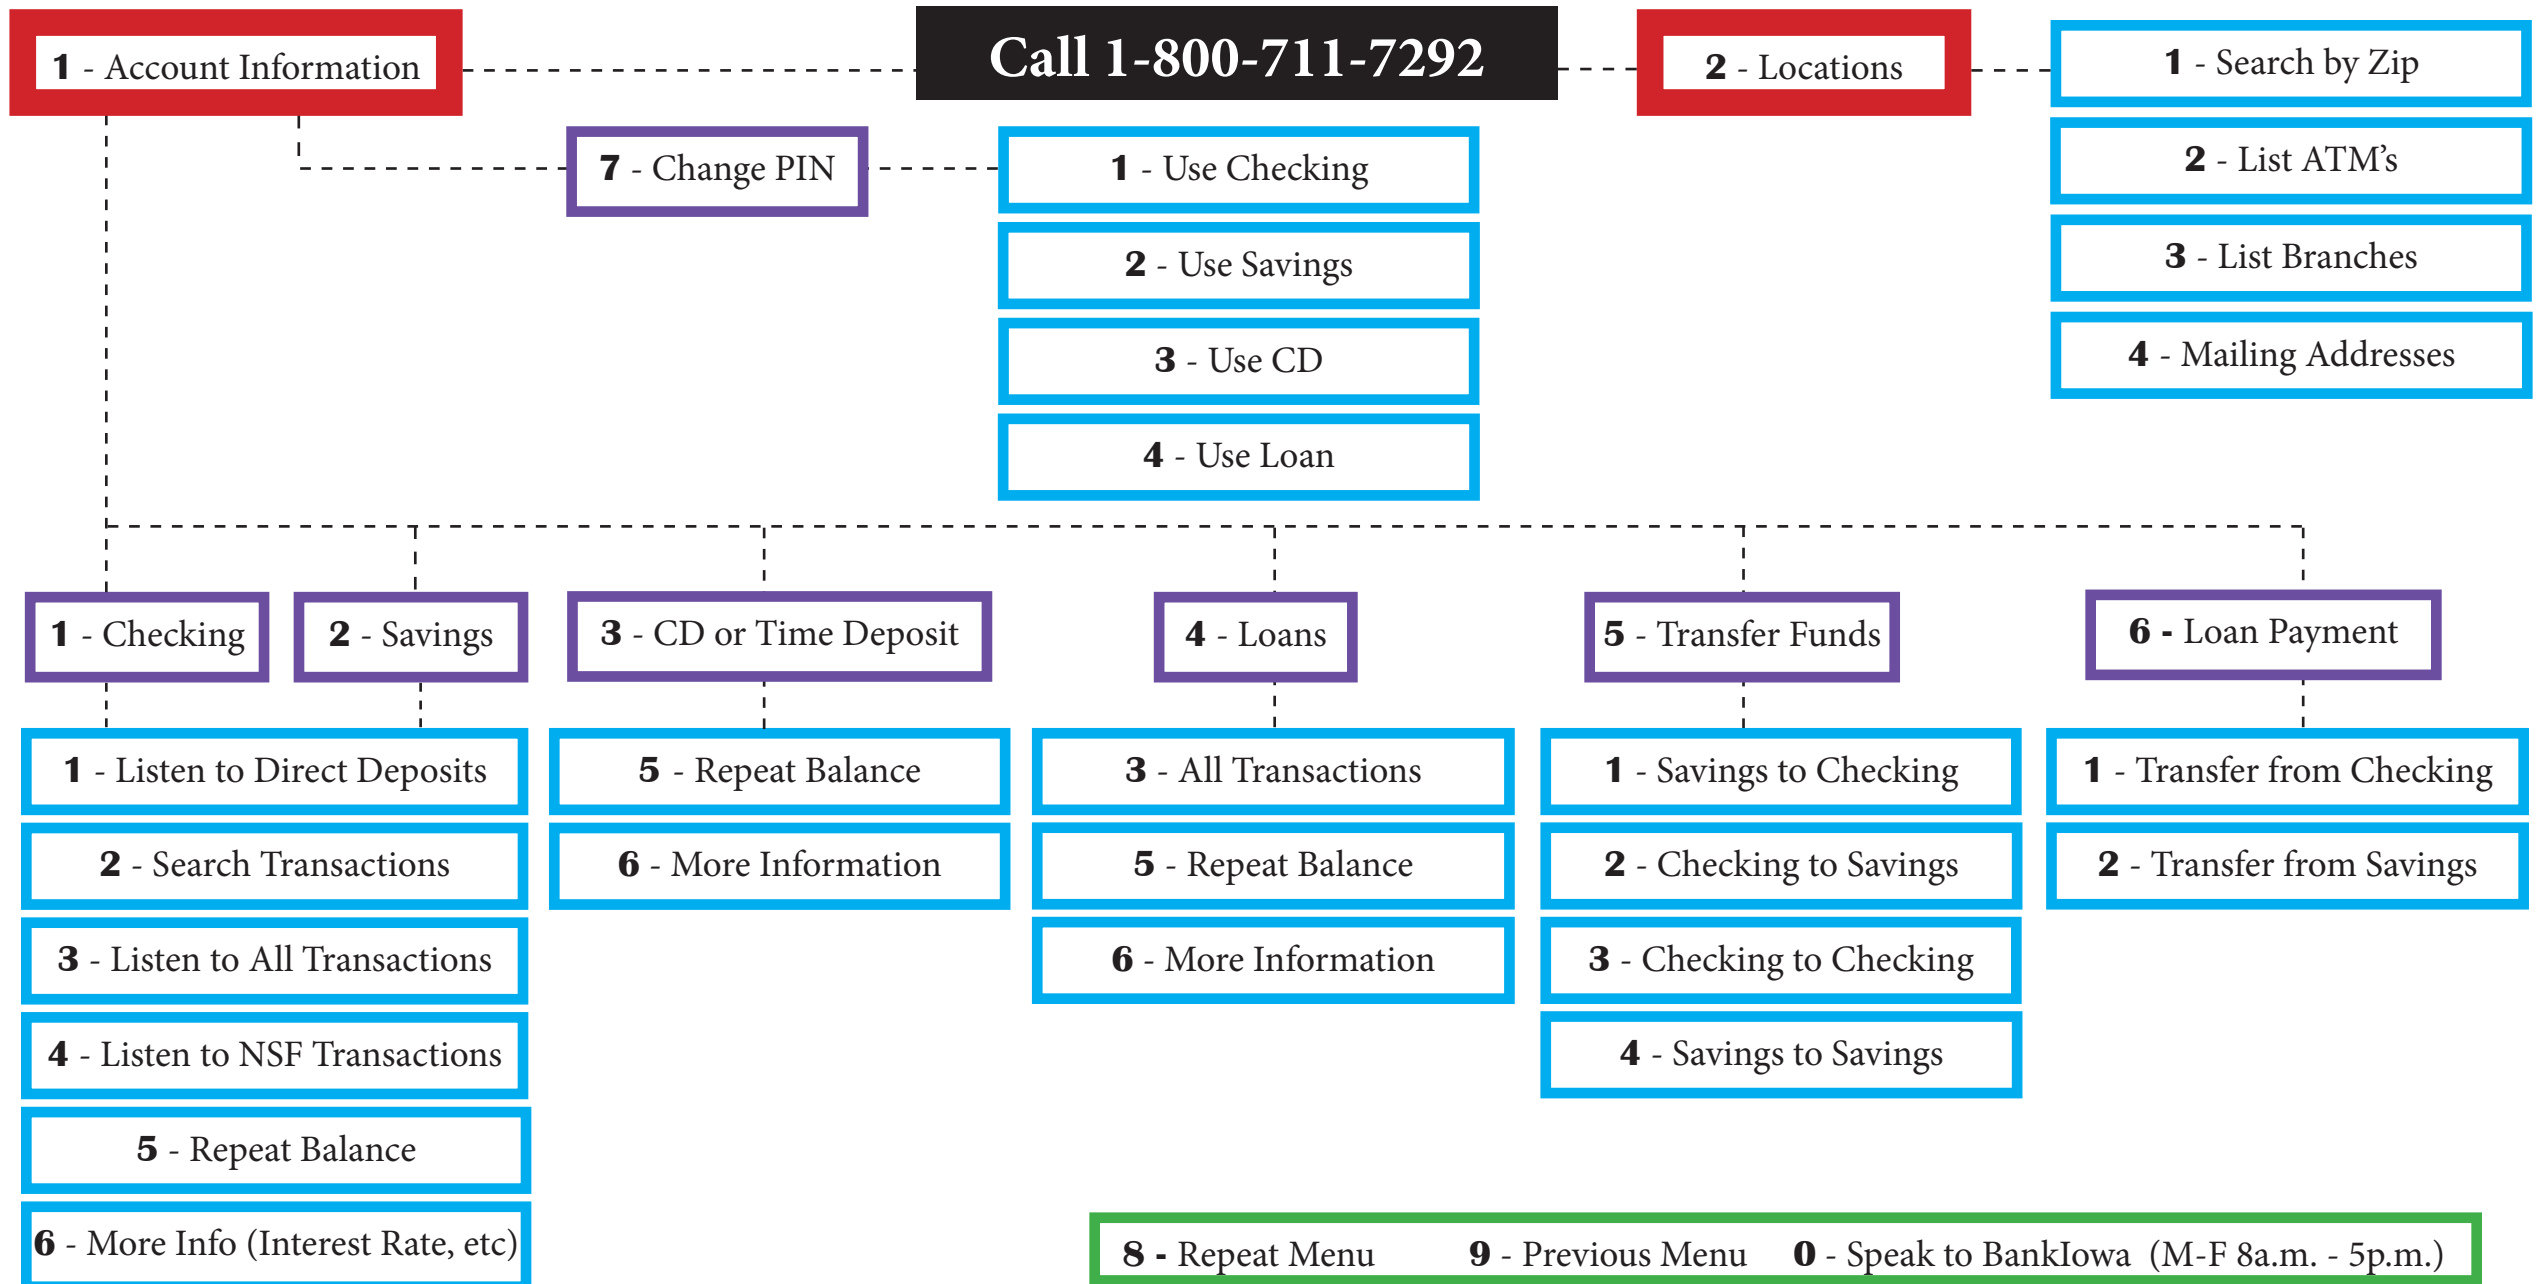 Call 1-800-711-7292
1 - Account Information
2 - Locations
1 - Search by Zip
2 - List ATM’s
3 - List Branches
4 - Mailing Addresses
7 - Change PIN
1 - Use Checking
2 - Use Savings
3 - Use CD
4 - Use Loan
1 - Checking
2 - Savings
1 - Listen to Direct Deposits
2 - Search Transactions
3 - Listen to All Transactions
4 - Listen to NSF Transactions
5 - Repeat Balance
6 - More Info (Interest Rate, etc)
3 - CD or Time Deposit
5 - Repeat Balance
6 - More Information
4 - Loans
3 - All Transactions
5 - Repeat Balance
6 - More Information
5 - Transfer Funds
1 - Savings to Checking
2 - Checking to Savings
3 - Checking to Checking
4 - Savings to Savings
6 - Loan Payment
1 - Transfer from Checking
2 - Transfer from Savings
8 - Repeat Menu 9 - Previous Menu 0 - Speak to BankIowa (M-F 8a.m. - 5p.m.)